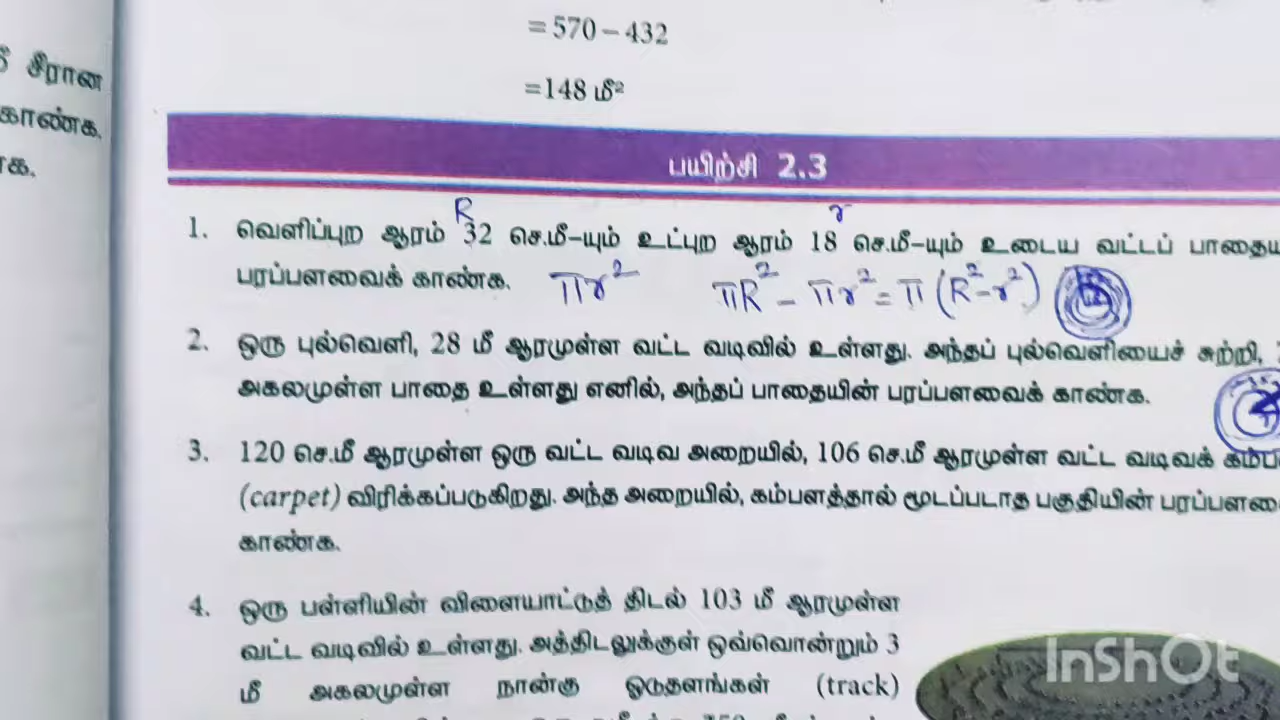 = 570 – 432
=148 மீ²
சீரான
காண்க.
பயிற்சி 2.3
R r
1. வெளிப்புற ஆரம் 32 செ.மீ-யும் உட்புற ஆரம் 18 செ.மீ-யும் உடைய வட்டப்
பரப்பளவைக் காண்க. πr² πR² - πr² = π (R²-r²)
2. ஒரு புல்வெளி, 28 மீ ஆரமுள்ள வட்ட வடிவில் உள்ளது. அந்தப் புல்வெளியைச் சுற்றி,
அகலமுள்ள பாதை உள்ளது எனில், அந்தப் பாதையின் பரப்பளவைக் காண்க.
3. 120 செ.மீ ஆரமுள்ள ஒரு வட்ட வடிவ அறையில், 106 செ.மீ ஆரமுள்ள வட்ட வடிவக்
(carpet) விரிக்கப்படுகிறது. அந்த அறையில், கம்பளத்தால் மூடப்படாத பகுதியின்
காண்க.
4. ஒரு பள்ளியின் விளையாட்டுத் திடல் 103 மீ ஆரமுள்ள
வட்ட வடிவில் உள்ளது. அத்திடலுக்குள் ஒவ்வொன்றும் 3
மீ அகலமுள்ள நான்கு ஓடுதளங்கள் (track)
InShOt